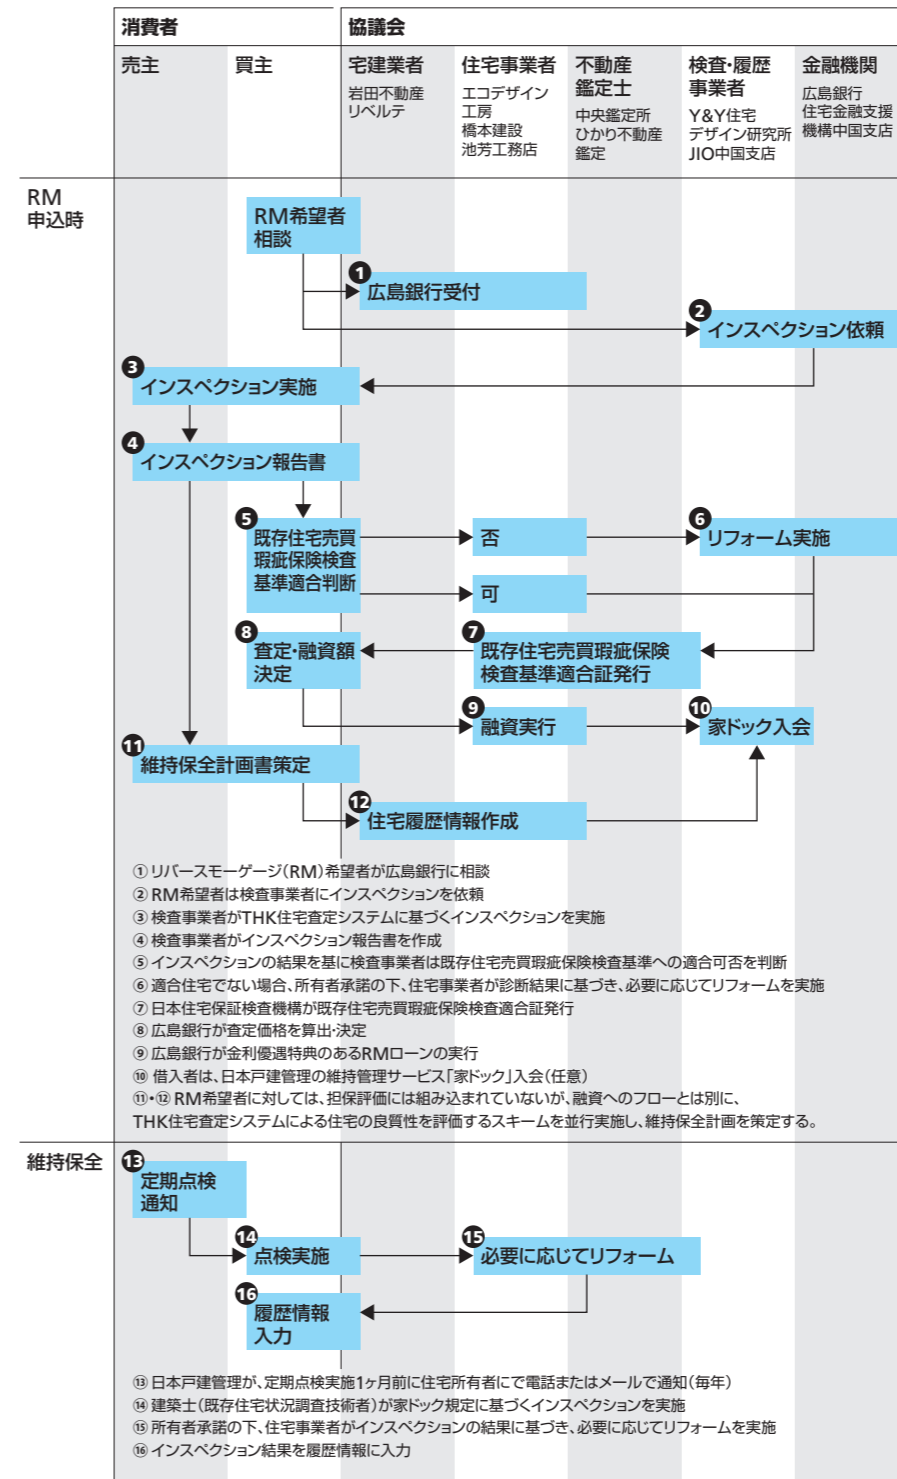 消費者
協議会
売主
買主
宅建業者
岩田不動産
リベルテ
住宅事業者
エコデザイン
工房
橋本建設
池芳工務店
不動産
鑑定士
中央鑑定所
ひかり不動産
鑑定
検査・履歴
事業者
Y&Y住宅
デザイン研究所
JIO中国支店
金融機関
広島銀行
住宅金融支援
機構中国支店
RM
申込時
RM希望者
相談
1
広島銀行受付
2
インスペクション依頼
3
インスペクション実施
4
インスペクション報告書
5
既存住宅売買
瑕疵保険検査
基準適合判断
否
6
リフォーム実施
可
8
査定・融資額
決定
7
既存住宅売買瑕疵保険
検査基準適合証発行
9
融資実行
10
家ドック入会
11
維持保全計画書策定
12
住宅履歴情報作成
① リバースモーゲージ(RM)希望者が広島銀行に相談
② RM希望者は検査事業者にインスペクションを依頼
③ 検査事業者がTHK住宅査定システムに基づくインスペクションを実施
④ 検査事業者がインスペクション報告書を作成
⑤ インスペクションの結果を基に検査事業者は既存住宅売買瑕疵保険検査基準への適合可否を判断
⑥ 適合住宅でない場合、所有者承諾の下、住宅事業者が診断結果に基づき、必要に応じてリフォームを実施
⑦ 日本住宅保証検査機構が既存住宅売買瑕疵保険検査適合証発行
⑧ 広島銀行が査定価格を算出・決定
⑨ 広島銀行が金利優遇特典のあるRMローンの実行
⑩ 借入者は、日本戸建管理の維持管理サービス「家ドック」入会(任意)
⑪・⑫ RM希望者に対しては、担保評価には組み込まれていないが、融資へのフローとは別に、
THK住宅査定システムによる住宅の良質性を評価するスキームを並行実施し、維持保全計画を策定する。
維持保全
13
定期点検
通知
14
点検実施
15
必要に応じてリフォーム
16
履歴情報
入力
⑬ 日本戸建管理が、定期点検実施1ヶ月前に住宅所有者にで電話またはメールで通知(毎年)
⑭ 建築士(既存住宅状況調査技術者)が家ドック規定に基づくインスペクションを実施
⑮ 所有者承諾の下、住宅事業者がインスペクションの結果に基づき、必要に応じてリフォームを実施
⑯ インスペクション結果を履歴情報に入力